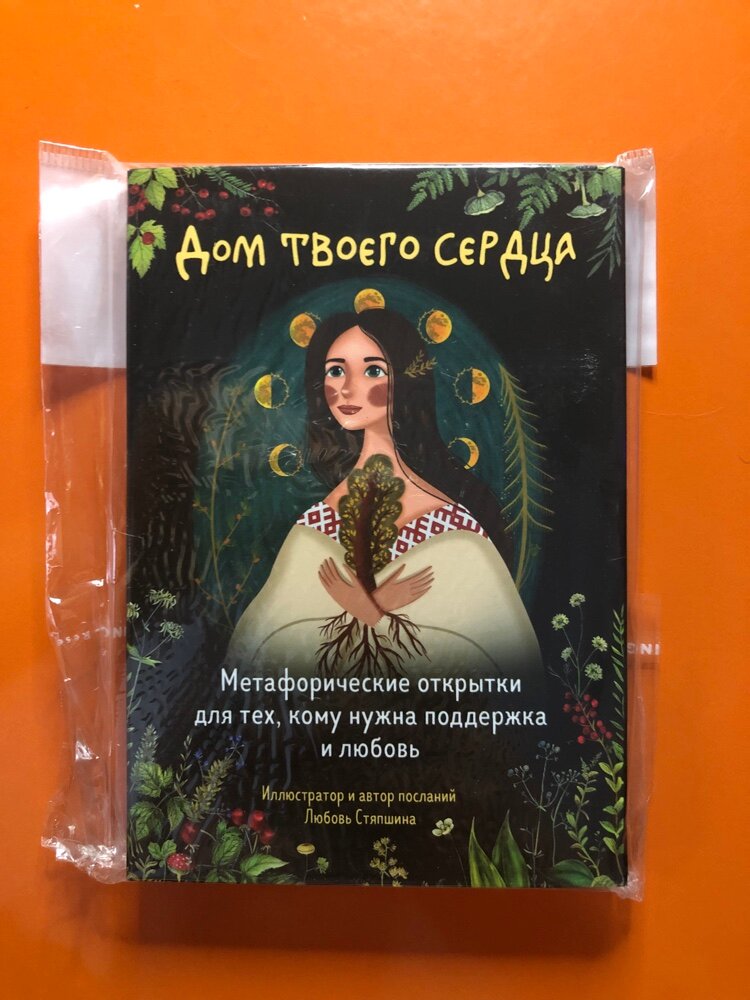 Дом твоего сердца
Метафорические открытки
для тех, кому нужна поддержка
и любовь
Иллюстратор и автор посланий
Любовь Стяпшина